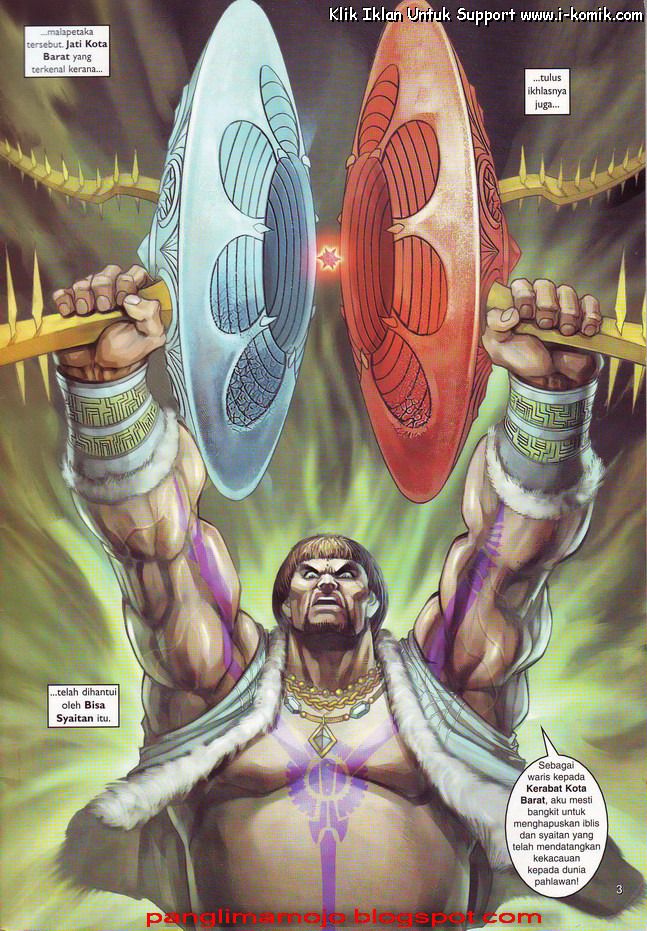 Klik Iklan Untuk Support www.i-komik.com
...malapetaka
tersebut. Jati Kota
Barat yang
terkenal kerana...
...tulus
ikhlasnya
juga...
...telah dihantui
oleh Bisa
Syaitan itu.
Sebagai
waris kepada
Kerabat Kota
Barat, aku mesti
bangkit untuk
menghapuskan iblis
dan syaitan yang
telah mendatangkan
kekacauan
kepada dunia
pahlawan!
3
panglimamojo.blogspot.com